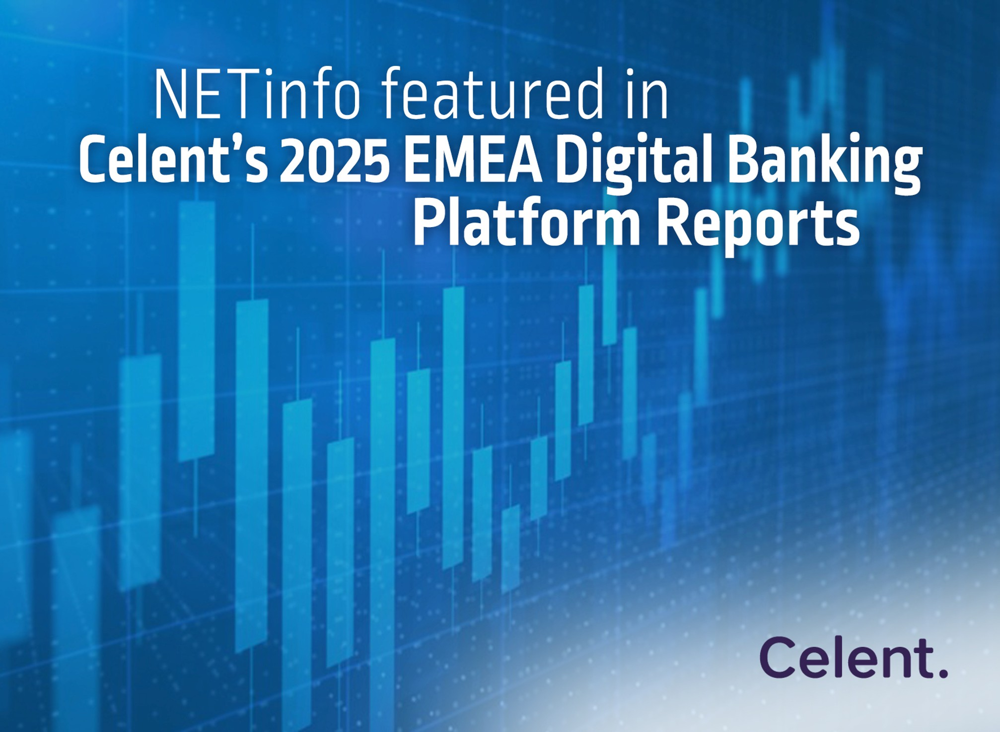 NETinfo featured in
Celent’s 2025 EMEA Digital Banking
Platform Reports
Celent.